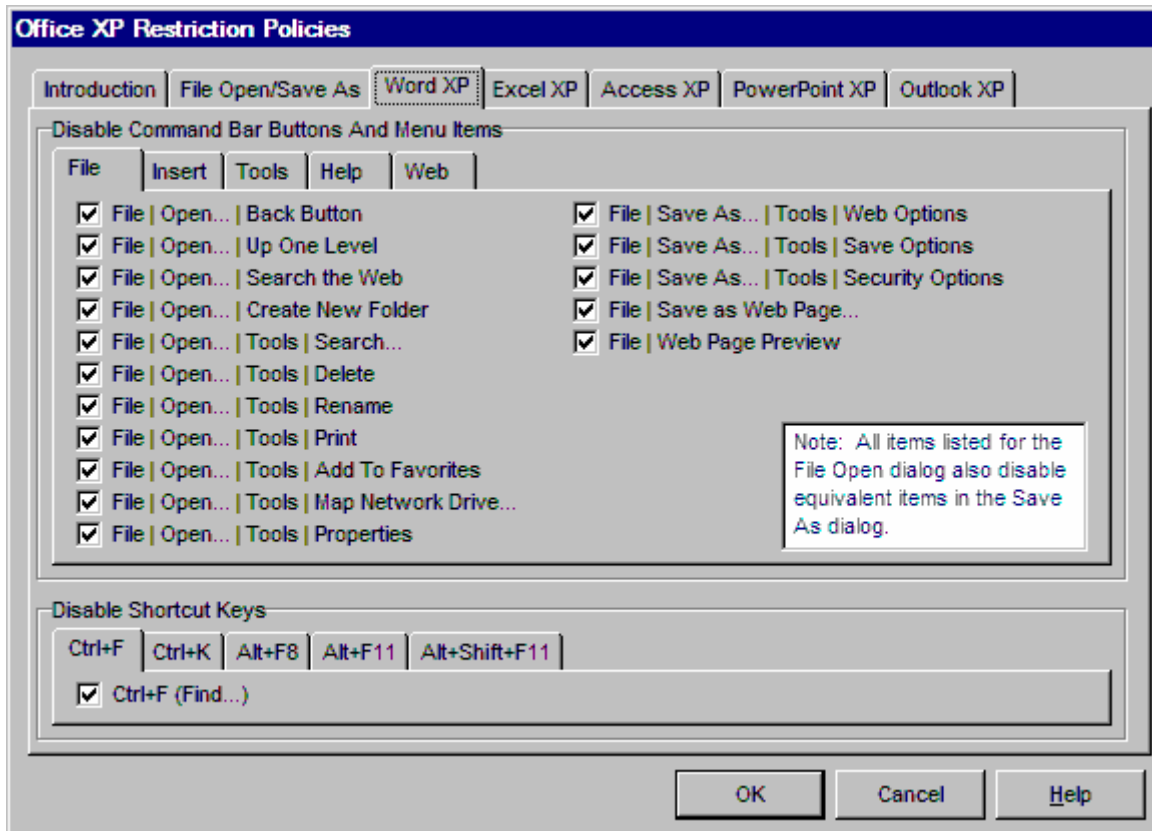 Office XP Restriction Policies
Introduction File Open/Save As Word XP Excel XP Access XP PowerPoint XP Outlook XP
Disable Command Bar Buttons And Menu Items
File Insert Tools Help Web
File | Open... | Back Button
File | Open... | Up One Level
File | Open... | Search the Web
File | Open... | Create New Folder
File | Open... | Tools | Search...
File | Open... | Tools | Delete
File | Open... | Tools | Rename
File | Open... | Tools | Print
File | Open... | Tools | Add To Favorites
File | Open... | Tools | Map Network Drive...
File | Open... | Tools | Properties
File | Save As... | Tools | Web Options
File | Save As... | Tools | Save Options
File | Save As... | Tools | Security Options
File | Save as Web Page...
File | Web Page Preview
Note: All items listed for the
File Open dialog also disable
equivalent items in the Save
As dialog.
Disable Shortcut Keys
Ctrl+F Ctrl+K Alt+F8 Alt+F11 Alt+Shift+F11
Ctrl+F (Find...)
OK Cancel Help